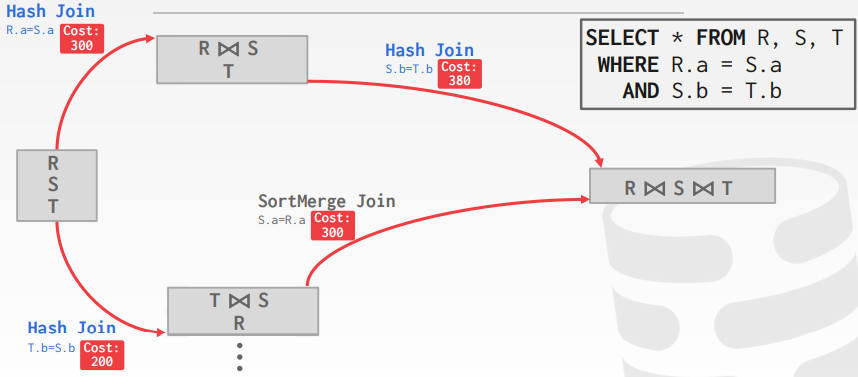 Hash Join
R.a=S.a
Cost:
300
R ⋈ S
T
Hash Join
S.b=T.b
Cost:
380
SELECT * FROM R, S, T
WHERE R.a = S.a
AND S.b = T.b
R
S
T
R ⋈ S ⋈ T
SortMerge Join
S.a=R.a
Cost:
300
T ⋈ S
R
Hash Join
T.b=S.b
Cost:
200